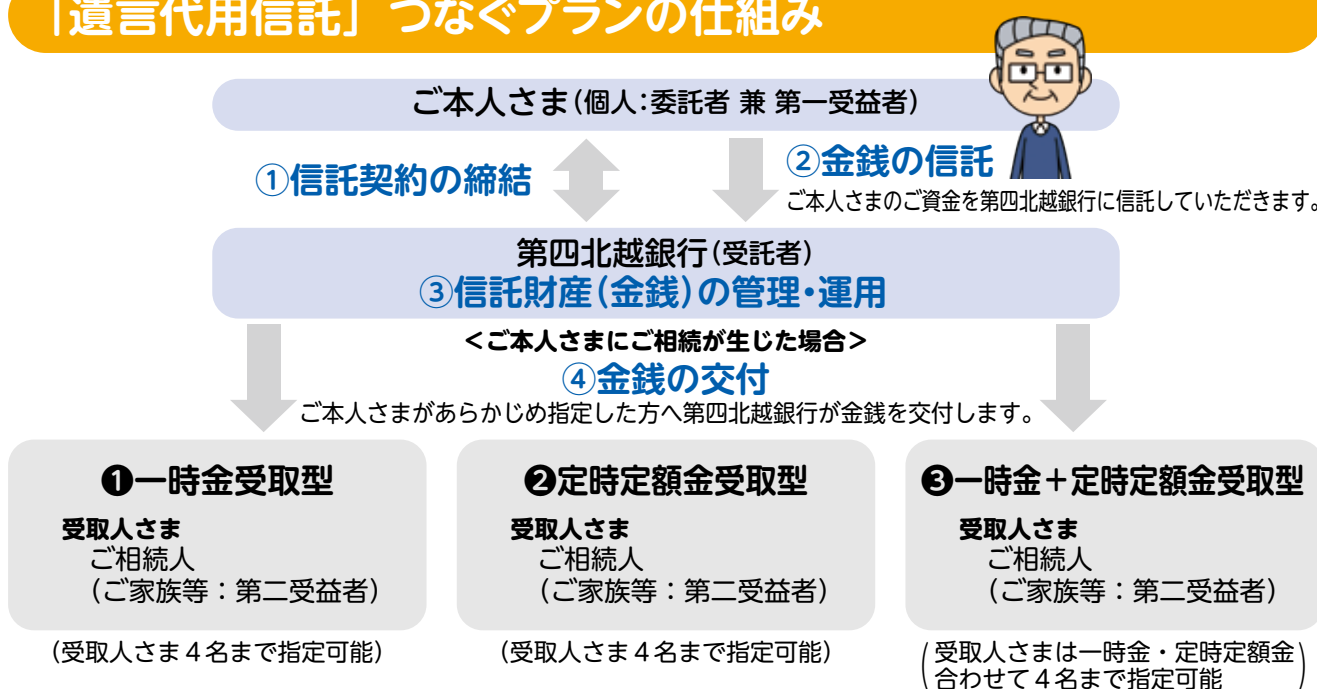 「遺言代用信託」つなぐプランの仕組み
ご本人さま(個人:委託者 兼 第一受益者)
①信託契約の締結
②金銭の信託
ご本人さまのご資金を第四北越銀行に信託していただきます。
第四北越銀行(受託者)
③信託財産(金銭)の管理・運用
<ご本人さまにご相続が生じた場合>
④金銭の交付
ご本人さまがあらかじめ指定した方へ第四北越銀行が金銭を交付します。
❶一時金受取型
受取人さま
ご相続人
(ご家族等:第二受益者)
(受取人さま4名まで指定可能)
❷定時定額金受取型
受取人さま
ご相続人
(ご家族等:第二受益者)
(受取人さま4名まで指定可能)
❸一時金+定時定額金受取型
受取人さま
ご相続人
(ご家族等:第二受益者)
(受取人さまは一時金・定時定額金
合わせて4名まで指定可能)